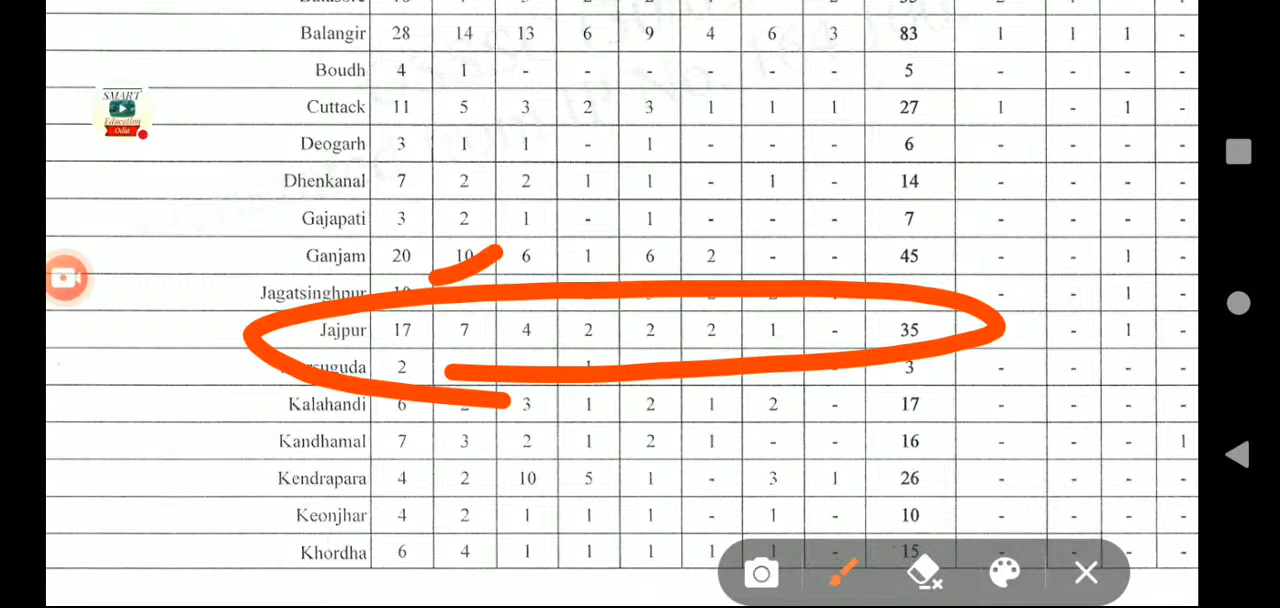 Balangir 28 14 13 6 9 4 6 3 83 1 1 1 -
Boudh 4 1 - - - - - - 5 - - - -
SMART
Education
Odia
Cuttack 11 5 3 2 3 1 1 1 27 1 - 1 -
Deogarh 3 1 1 - 1 - - - 6 - - - -
Dhenkanal 7 2 2 1 1 - 1 - 14 - - - -
Gajapati 3 2 1 - 1 - - - 7 - - - -
Ganjam 20 10 6 1 6 2 - - 45 - - 1 -
Jagatsinghpur - - 1 -
Jajpur 17 7 4 2 2 2 1 - 35 - 1 -
2 1 - 3 - - - -
Kalahandi 6 2 3 1 2 1 2 - 17 - - - -
Kandhamal 7 3 2 1 2 1 - - 16 - - - 1
Kendrapara 4 2 10 5 1 - 3 1 26 - - - -
Keonjhar 4 2 1 1 1 - 1 - 10 - - - -
Khordha 6 4 1 1 1 1 1 - 15 - - - -